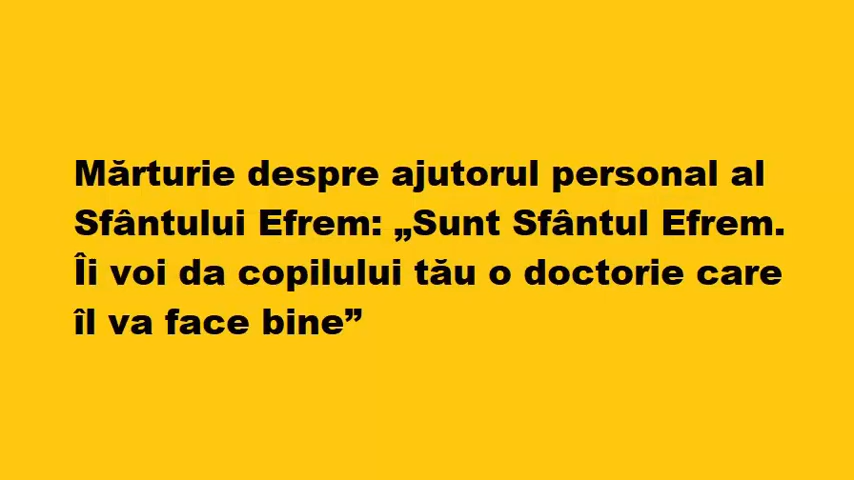 Mărturie despre ajutorul personal al
Sfântului Efrem: „Sunt Sfântul Efrem.
Îi voi da copilului tău o doctorie care
îl va face bine”